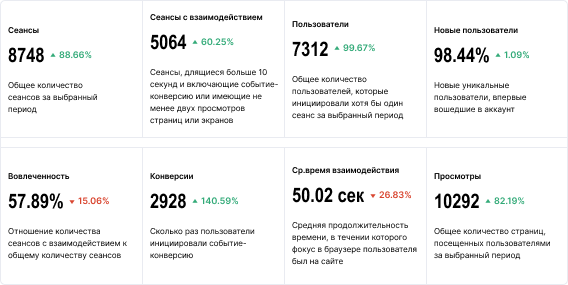 Сеансы
8748 ▲ 88.66%
Общее количество
сеансов за выбранный
период
Сеансы с взаимодействием
5064 ▲ 60.25%
Сеансы, длящиеся больше 10
секунд и включающие событие-
конверсию или имеющие не
менее двух просмотров
страниц или экранов
Пользователи
7312 ▲ 99.67%
Общее количество
пользователей, которые
инициировали хотя бы один
сеанс за выбранный период
Новые пользователи
98.44% ▲ 1.09%
Новые уникальные
пользователи, впервые
вошедшие в аккаунт
Вовлеченность
57.89% ▼ 15.06%
Отношение количества
сеансов с взаимодействием к
общему количеству сеансов
Конверсии
2928 ▲ 140.59%
Сколько раз пользователи
инициировали событие-
конверсию
Ср.время взаимодействия
50.02 сек ▼ 26.83%
Средняя продолжительность
времени, в течении которого
фокус в браузере пользователя
был на сайте
Просмотры
10292 ▲ 82.19%
Общее количество страниц,
посещенных пользователями
за выбранный период